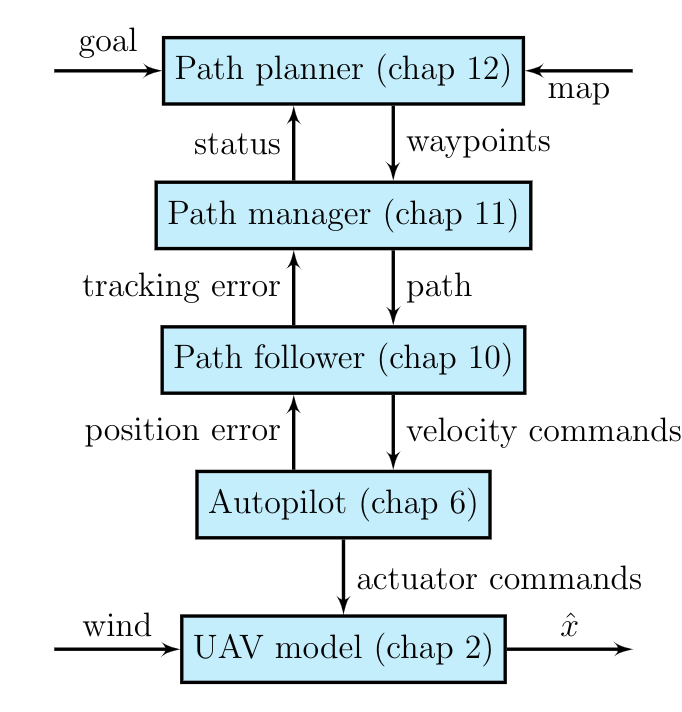 goal
Path planner (chap 12)
map
status
waypoints
Path manager (chap 11)
tracking error
path
Path follower (chap 10)
position error
velocity commands
Autopilot (chap 6)
actuator commands
wind
UAV model (chap 2)
x̂